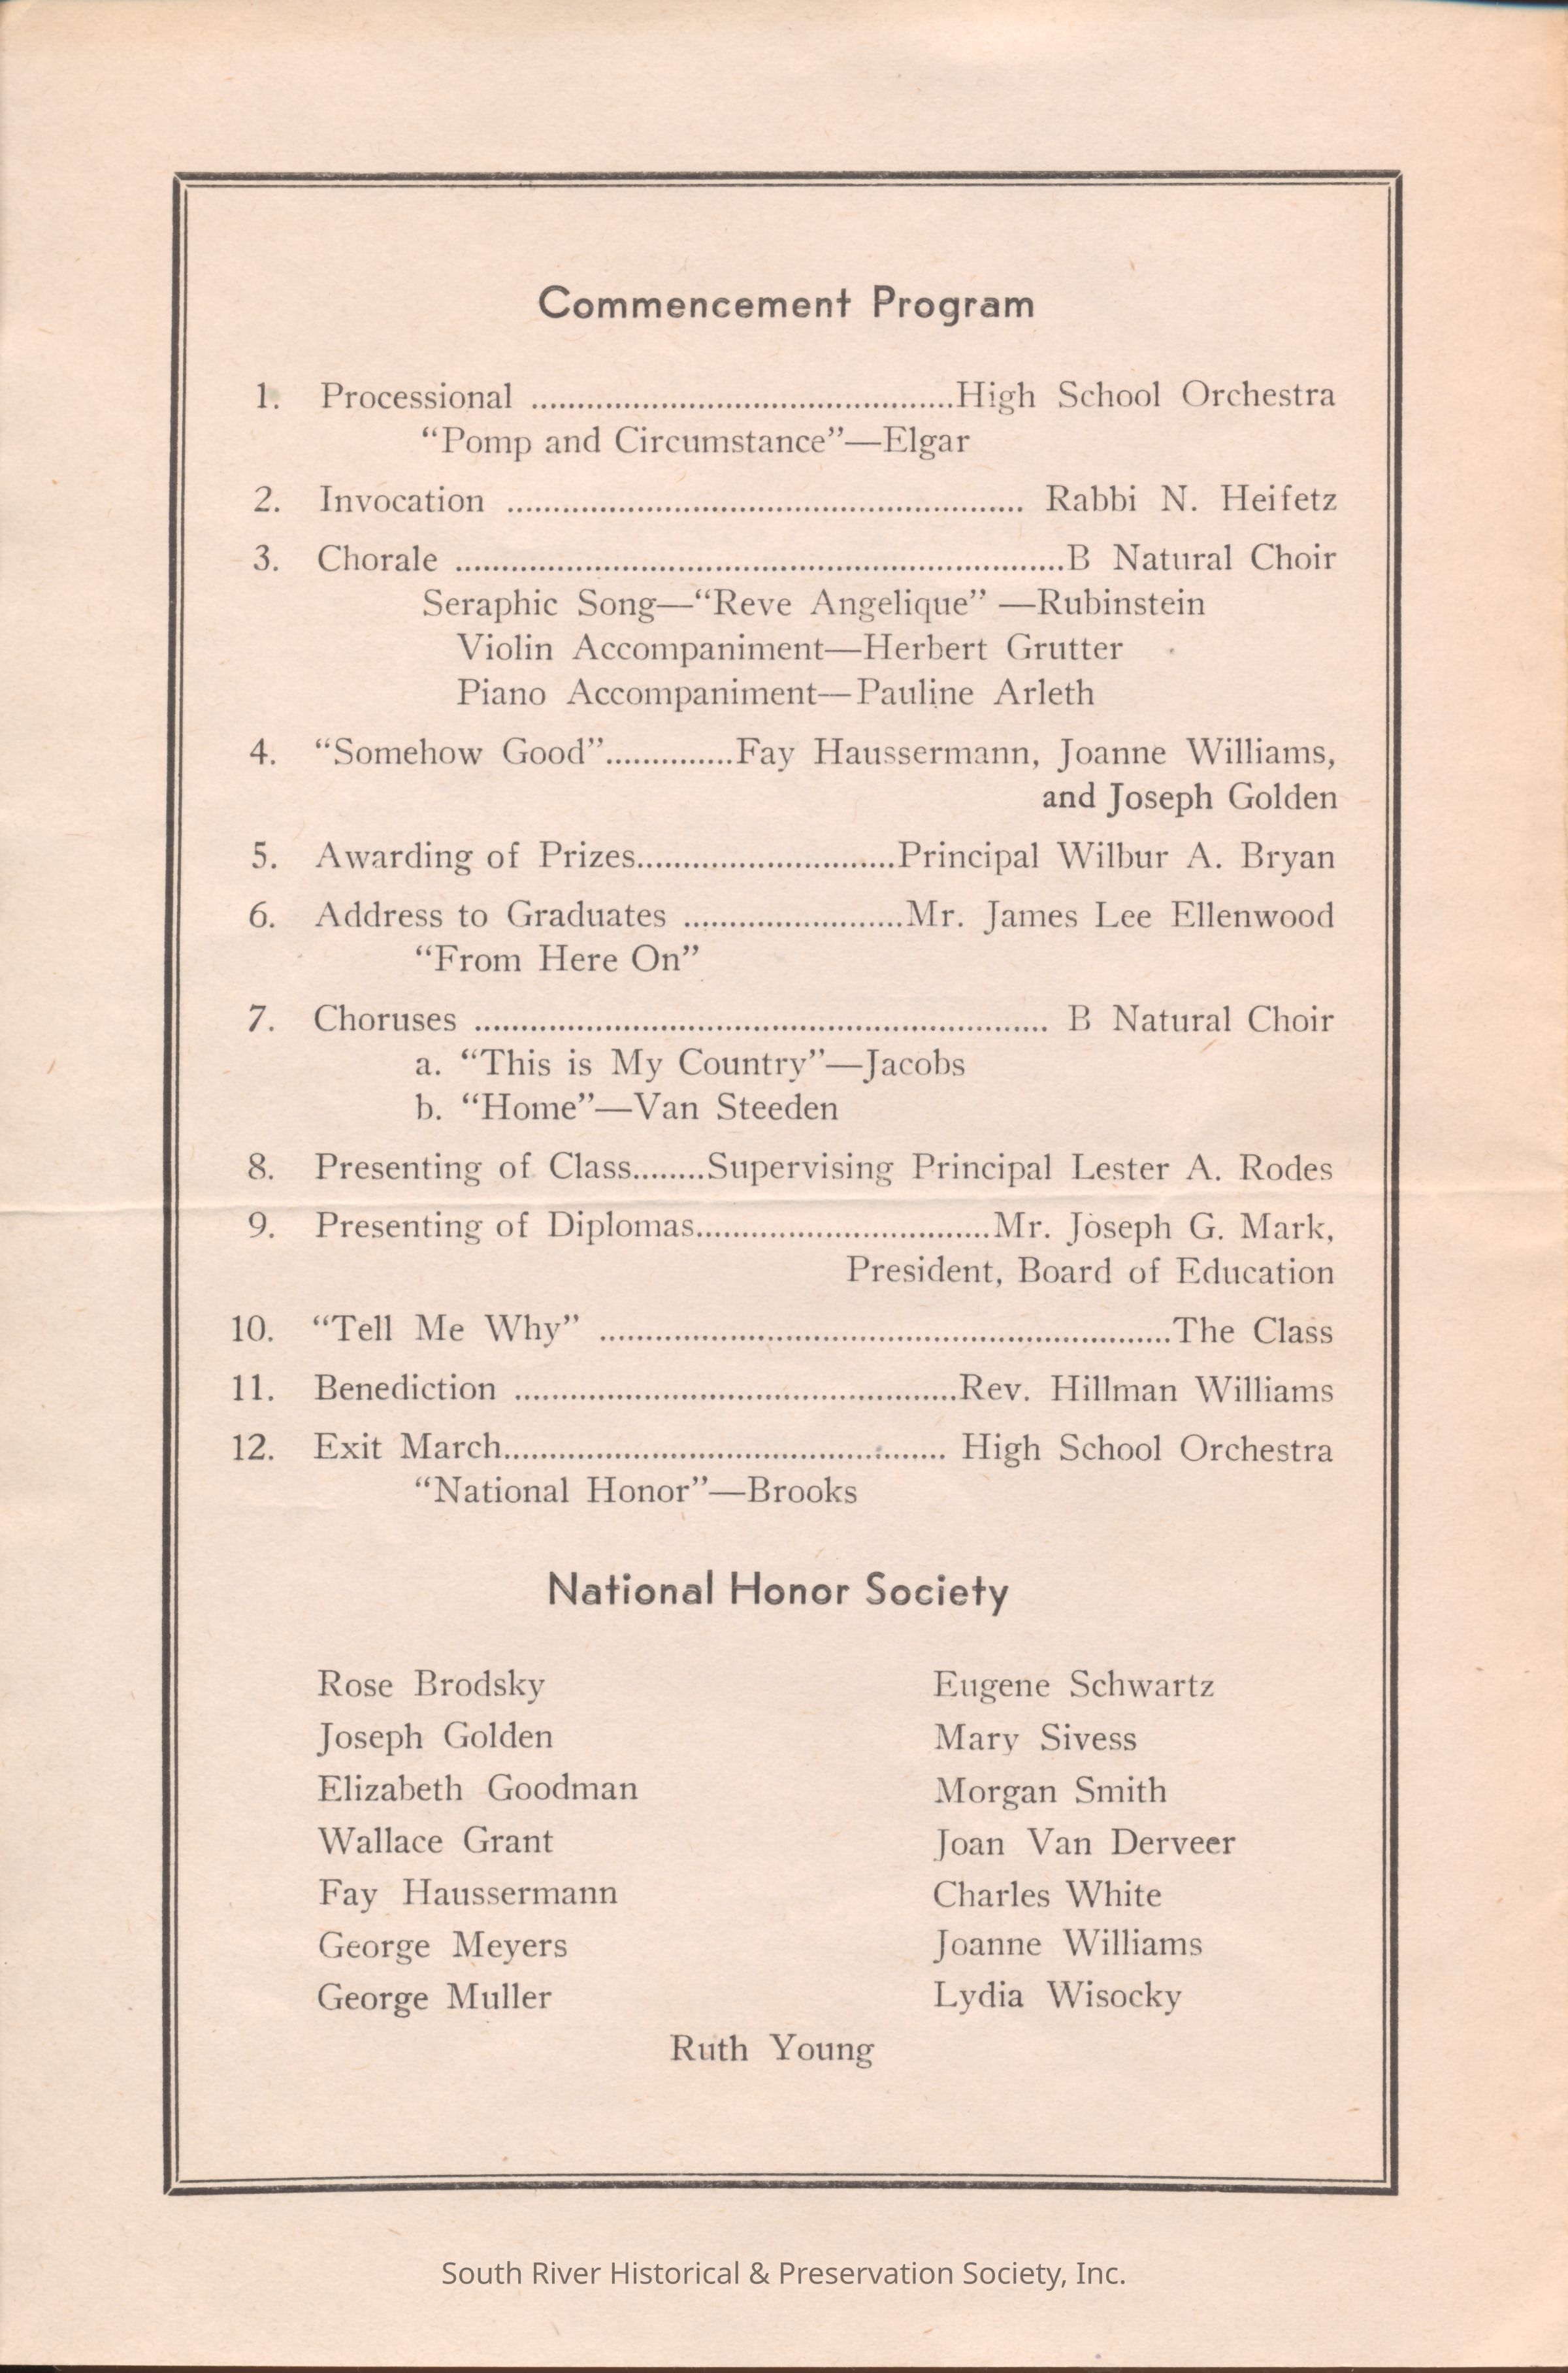 Commencement Program
1. Processional ..............................................High School Orchestra
“Pomp and Circumstance”—Elgar
2. Invocation ........................................................ Rabbi N. Heifetz
3. Chorale ..................................................................B Natural Choir
Seraphic Song—“Reve Angelique” —Rubinstein
Violin Accompaniment—Herbert Grutter
Piano Accompaniment—Pauline Arleth
4. “Somehow Good”..............Fay Haussermann, Joanne Williams,
and Joseph Golden
5. Awarding of Prizes............................Principal Wilbur A. Bryan
6. Address to Graduates ........................Mr. James Lee Ellenwood
“From Here On”
7. Choruses .............................................................. B Natural Choir
a. “This is My Country”—Jacobs
b. “Home”—Van Steeden
8. Presenting of Class........Supervising Principal Lester A. Rodes
9. Presenting of Diplomas................................Mr. Joseph G. Mark,
President, Board of Education
10. “Tell Me Why” ..............................................................The Class
11. Benediction ................................................Rev. Hillman Williams
12. Exit March................................................ High School Orchestra
“National Honor”—Brooks
National Honor Society
Rose Brodsky
Joseph Golden
Elizabeth Goodman
Wallace Grant
Fay Haussermann
George Meyers
George Muller
Eugene Schwartz
Mary Sivess
Morgan Smith
Joan Van Derveer
Charles White
Joanne Williams
Lydia Wisocky
Ruth Young
South River Historical & Preservation Society, Inc.